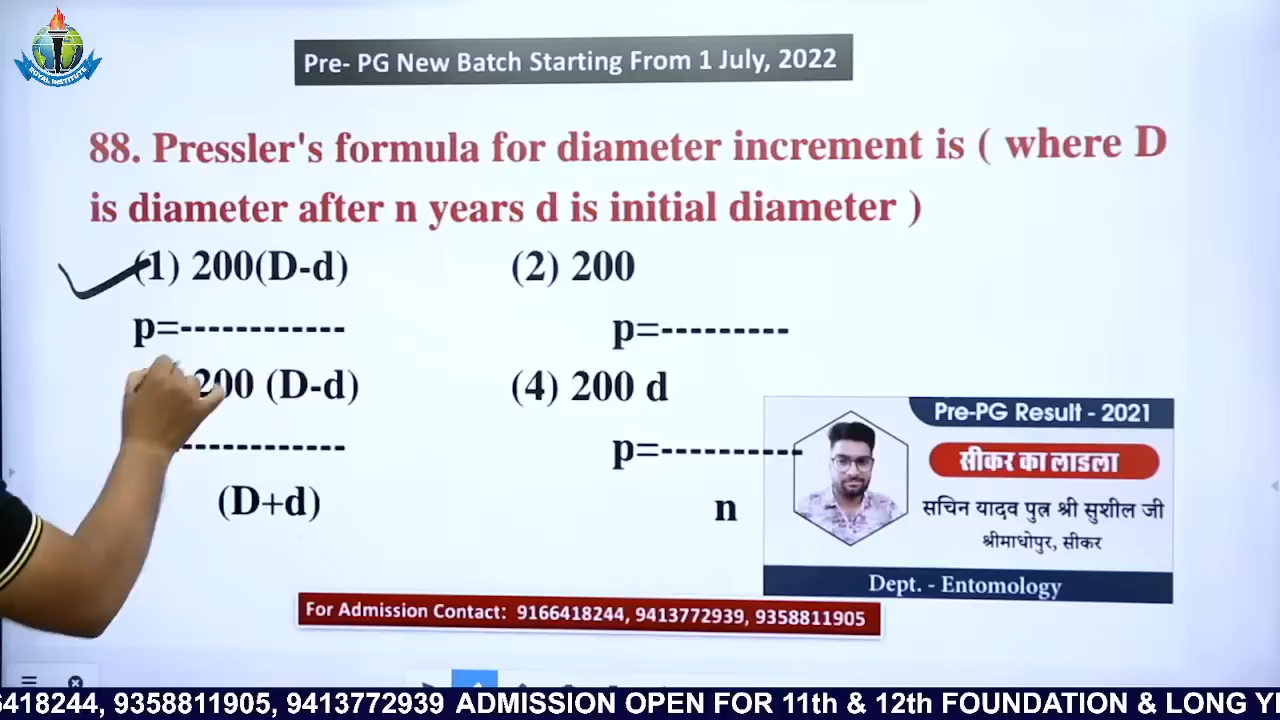 ROYAL INSTITUTE
Pre- PG New Batch Starting From 1 July, 2022
88. Pressler's formula for diameter increment is ( where D
is diameter after n years d is initial diameter )
(1) 200(D-d)
(2) 200
p=------------
p=---------
200 (D-d)
(4) 200 d
------------
p=----------
(D+d)
n
Pre-PG Result - 2021
सीकर का लाडला
सचिन यादव पुत्र श्री सुशील जी
श्रीमाधोपुर, सीकर
Dept. - Entomology
For Admission Contact: 9166418244, 9413772939, 9358811905
6418244, 9358811905, 9413772939 ADMISSION OPEN FOR 11th & 12th FOUNDATION & LONG